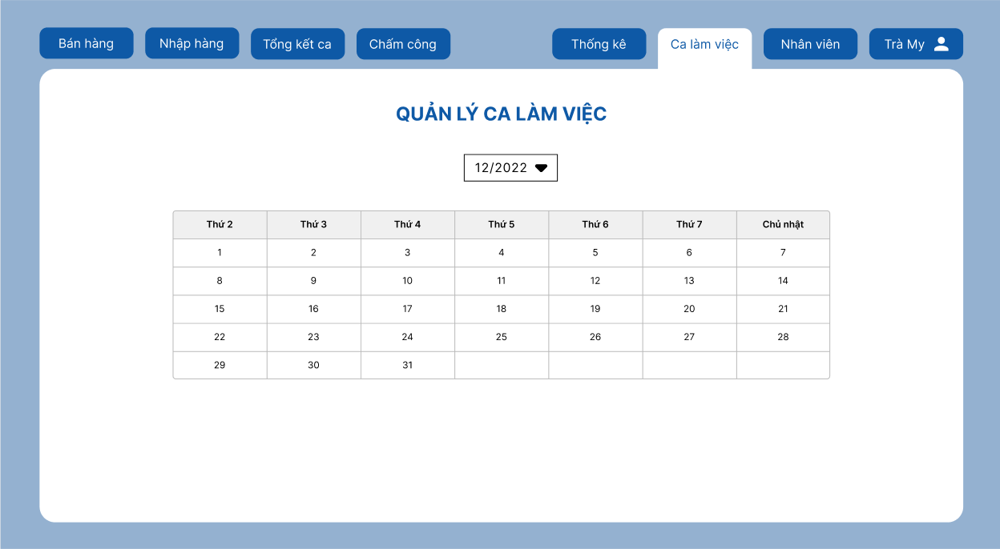 Bán hàng Nhập hàng Tổng kết ca Chấm công Thống kê Ca làm việc Nhân viên Trà My
QUẢN LÝ CA LÀM VIỆC
12/2022
Thứ 2 Thứ 3 Thứ 4 Thứ 5 Thứ 6 Thứ 7 Chủ nhật
1 2 3 4 5 6 7
8 9 10 11 12 13 14
15 16 17 18 19 20 21
22 23 24 25 26 27 28
29 30 31